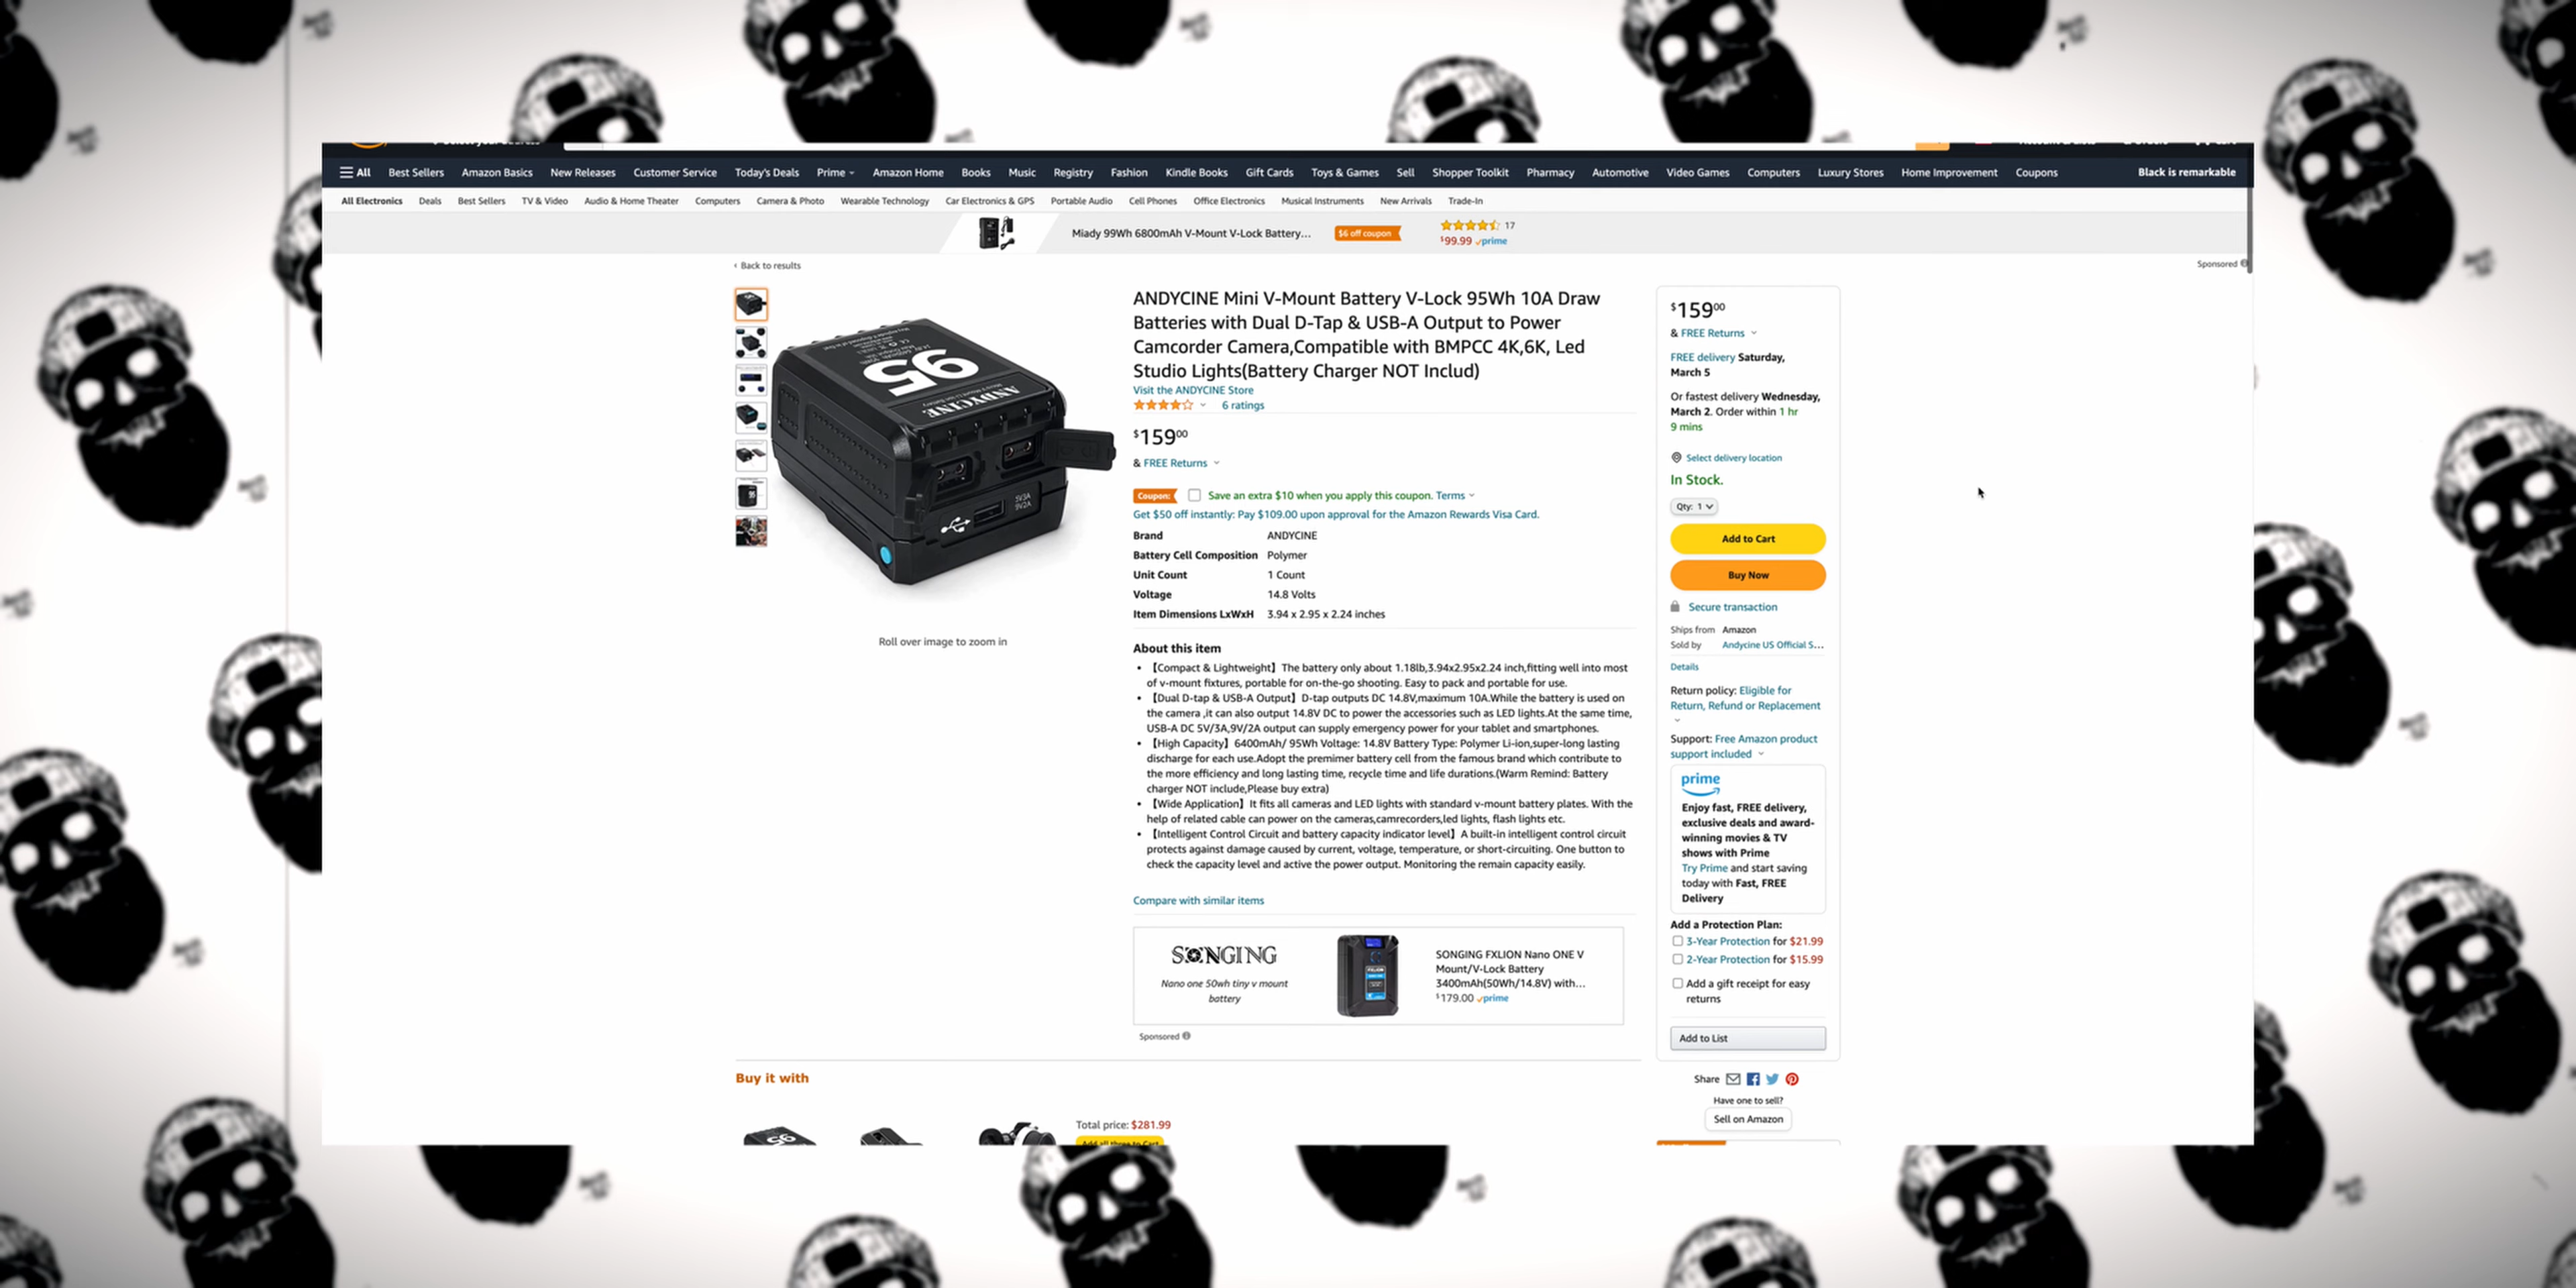 All Best Sellers Amazon Basics New Releases Customer Service Today's Deals Prime Amazon Home Books Music Registry Fashion Kindle Books Gift Cards Toys & Games Sell Shopper Toolkit Pharmacy Automotive Video Games Computers Luxury Stores Home Improvement Coupons Black is remarkable
All Electronics Deals Best Sellers TV & Video Audio & Home Theater Computers Camera & Photo Wearable Technology Car Electronics & GPS Portable Audio Cell Phones Office Electronics Musical Instruments New Arrivals Trade-In
Miady 99Wh 6800mAh V-Mount V-Lock Battery... $6 off coupon 17
$99.99 prime
‹ Back to results
Sponsored
95
ANDYCINE
5V3A
9V2A
Roll over image to zoom in
ANDYCINE Mini V-Mount Battery V-Lock 95Wh 10A Draw
Batteries with Dual D-Tap & USB-A Output to Power
Camcorder Camera,Compatible with BMPCC 4K,6K, Led
Studio Lights(Battery Charger NOT Includ)
Visit the ANDYCINE Store
6 ratings
$15900
& FREE Returns
Coupon: Save an extra $10 when you apply this coupon. Terms
Get $50 off instantly: Pay $109.00 upon approval for the Amazon Rewards Visa Card.
Brand ANDYCINE
Battery Cell Composition Polymer
Unit Count 1 Count
Voltage 14.8 Volts
Item Dimensions LxWxH 3.94 x 2.95 x 2.24 inches
About this item
• 【Compact & Lightweight】The battery only about 1.18lb,3.94x2.95x2.24 inch,fitting well into most
of v-mount fixtures, portable for on-the-go shooting. Easy to pack and portable for use.
• 【Dual D-tap & USB-A Output】D-tap outputs DC 14.8V,maximum 10A.While the battery is used on
the camera ,it can also output 14.8V DC to power the accessories such as LED lights.At the same time,
USB-A DC 5V/3A,9V/2A output can supply emergency power for your tablet and smartphones.
• 【High Capacity】6400mAh/ 95Wh Voltage: 14.8V Battery Type: Polymer Li-ion,super-long lasting
discharge for each use.Adopt the premimer battery cell from the famous brand which contribute to
the more efficiency and long lasting time, recycle time and life durations.(Warm Remind: Battery
charger NOT include,Please buy extra)
• 【Wide Application】It fits all cameras and LED lights with standard v-mount battery plates. With the
help of related cable can power on the cameras,camrecorders,led lights, flash lights etc.
• 【Intelligent Control Circuit and battery capacity indicator level】A built-in intelligent control circuit
protects against damage caused by current, voltage, temperature, or short-circuiting. One button to
check the capacity level and active the power output. Monitoring the remain capacity easily.
Compare with similar items
SONGING
Nano one 50wh tiny v mount
battery
SONGING FXLION Nano ONE V
Mount/V-Lock Battery
3400mAh(50Wh/14.8V) with...
$179.00 prime
Sponsored
Buy it with
Total price: $281.99
Add all three to Cart
$15900
& FREE Returns
FREE delivery Saturday,
March 5
Or fastest delivery Wednesday,
March 2. Order within 1 hr
9 mins
Select delivery location
In Stock.
Qty: 1
Add to Cart
Buy Now
Secure transaction
Ships from Amazon
Sold by Andycine US Official S...
Details
Return policy: Eligible for
Return, Refund or Replacement
Support: Free Amazon product
support included
prime
Enjoy fast, FREE delivery,
exclusive deals and award-
winning movies & TV
shows with Prime
Try Prime and start saving
today with Fast, FREE
Delivery
Add a Protection Plan:
3-Year Protection for $21.99
2-Year Protection for $15.99
Add a gift receipt for easy
returns
Add to List
Share
Have one to sell?
Sell on Amazon